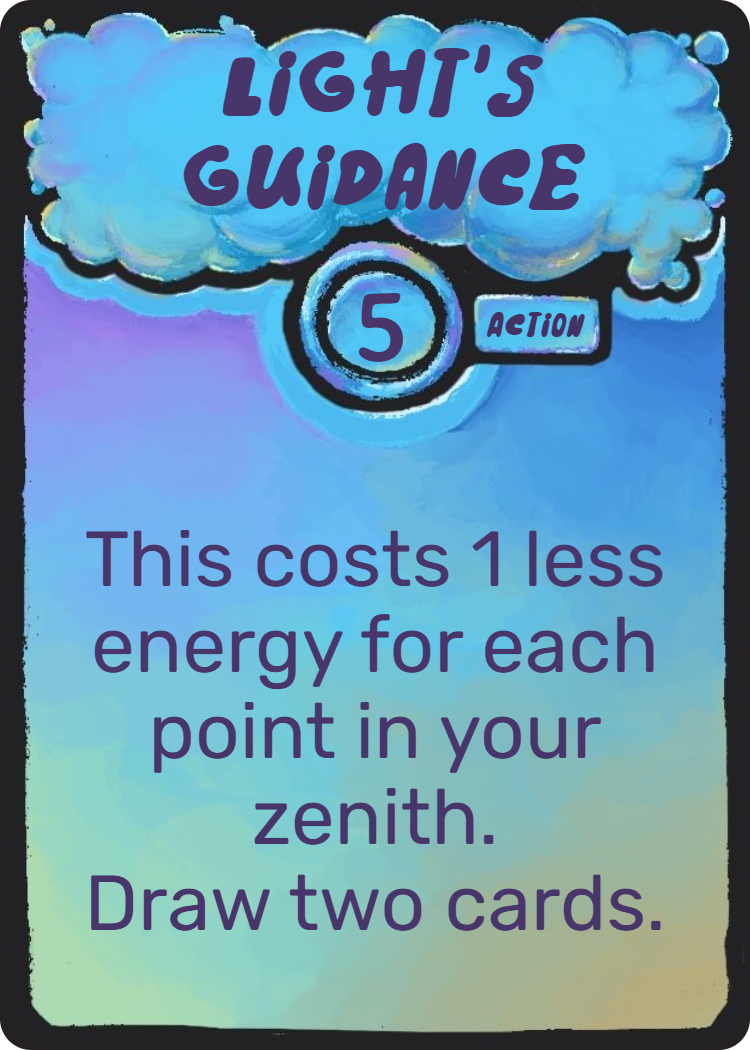 LIGHT'S
GUIDANCE
5
ACTION
This costs 1 less
energy for each
point in your
zenith.
Draw two cards.